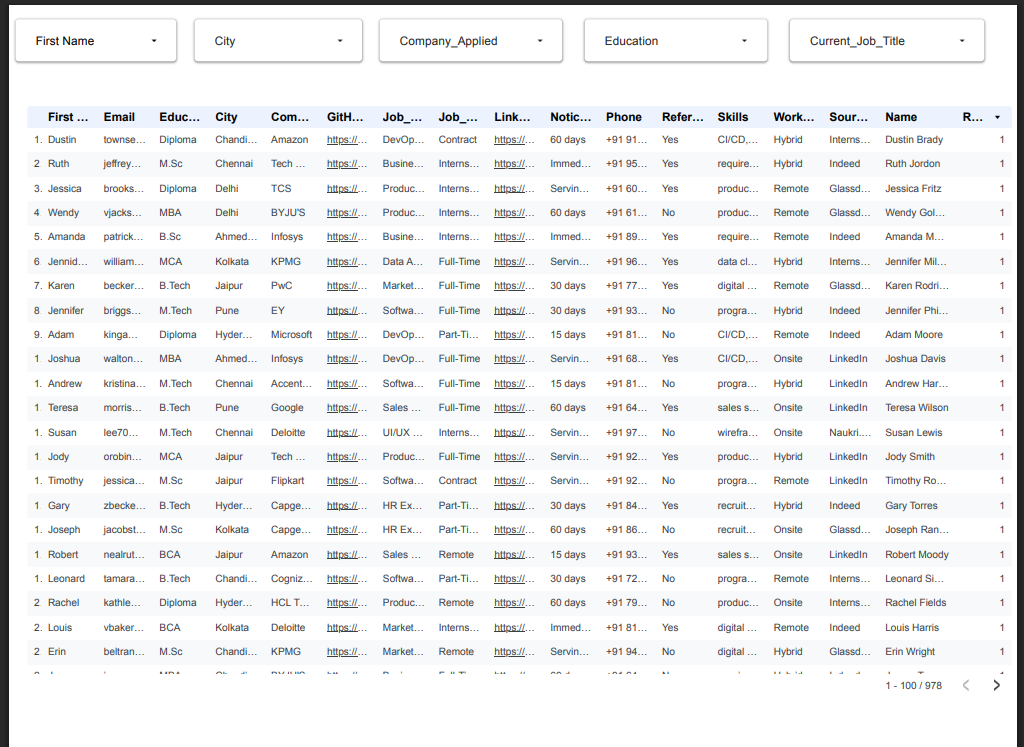 First Name City Company_Applied Education Current_Job_Title
First ... Email Educ... City Com... GitH... Job_... Job_... Link... Notic... Phone Refer... Skills Work... Sour... Name R...
1. Dustin townse... Diploma Chandi... Amazon https://... DevOp... Contract https://... 60 days +91 91... Yes CI/CD,... Hybrid Interns... Dustin Brady 1
2 Ruth jeffrey... M.Sc Chennai Tech ... https://... Busine... Interns... https://... Immed... +91 95... Yes require... Hybrid Indeed Ruth Jordon 1
3. Jessica brooks... Diploma Delhi TCS https://... Produc... Interns... https://... Servin... +91 60... Yes produc... Remote Glassd... Jessica Fritz 1
4 Wendy vjacks... MBA Delhi BYJU'S https://... Produc... Interns... https://... 60 days +91 61... No produc... Remote Glassd... Wendy Gol... 1
5. Amanda patrick... B.Sc Ahmed... Infosys https://... Busine... Interns... https://... Immed... +91 89... Yes require... Remote Indeed Amanda M... 1
6 Jennid... william... MCA Kolkata KPMG https://... Data A... Full-Time https://... Servin... +91 96... Yes data cl... Hybrid Interns... Jennifer Mil... 1
7. Karen becker... B.Tech Jaipur PwC https://... Market... Full-Time https://... 30 days +91 77... Yes digital ... Remote Glassd... Karen Rodri... 1
8 Jennifer briggs... M.Tech Pune EY https://... Softwa... Full-Time https://... 30 days +91 93... No progra... Hybrid Indeed Jennifer Phi... 1
9. Adam kinga... Diploma Hyder... Microsoft https://... DevOp... Part-Ti... https://... 15 days +91 81... No CI/CD,... Remote Indeed Adam Moore 1
1 Joshua walton... MBA Ahmed... Infosys https://... DevOp... Full-Time https://... Servin... +91 68... Yes CI/CD,... Onsite LinkedIn Joshua Davis 1
1. Andrew kristina... M.Tech Chennai Accent... https://... Softwa... Full-Time https://... 15 days +91 81... No progra... Hybrid LinkedIn Andrew Har... 1
1 Teresa morris... B.Tech Pune Google https://... Sales ... Full-Time https://... 60 days +91 64... Yes sales s... Onsite LinkedIn Teresa Wilson 1
1. Susan lee70... M.Tech Chennai Deloitte https://... UI/UX ... Interns... https://... Servin... +91 97... No wirefra... Onsite Naukri.... Susan Lewis 1
1 Jody orobin... MCA Jaipur Tech ... https://... Produc... Full-Time https://... Servin... +91 92... Yes produc... Hybrid LinkedIn Jody Smith 1
1. Timothy jessica... M.Sc Jaipur Flipkart https://... Softwa... Contract https://... Servin... +91 92... No progra... Remote LinkedIn Timothy Ro... 1
1 Gary zbecke... B.Tech Hyder... Capge... https://... HR Ex... Part-Ti... https://... 30 days +91 84... Yes recruit... Hybrid Indeed Gary Torres 1
1. Joseph jacobst... M.Sc Kolkata Capge... https://... HR Ex... Part-Ti... https://... 60 days +91 86... No recruit... Onsite Glassd... Joseph Ran... 1
1 Robert nealrut... BCA Jaipur Amazon https://... Sales ... Remote https://... 15 days +91 93... Yes sales s... Onsite LinkedIn Robert Moody 1
1. Leonard tamara... B.Tech Chandi... Cogniz... https://... Softwa... Part-Ti... https://... 30 days +91 72... No progra... Remote Interns... Leonard Si... 1
2 Rachel kathle... Diploma Hyder... HCL T... https://... Produc... Remote https://... 60 days +91 79... No produc... Onsite Interns... Rachel Fields 1
2. Louis vbaker... BCA Kolkata Deloitte https://... Market... Interns... https://... Immed... +91 81... Yes digital ... Remote Indeed Louis Harris 1
2 Erin beltran... M.Sc Chandi... KPMG https://... Market... Remote https://... Servin... +91 94... No digital ... Hybrid Glassd... Erin Wright 1
1 - 100 / 978